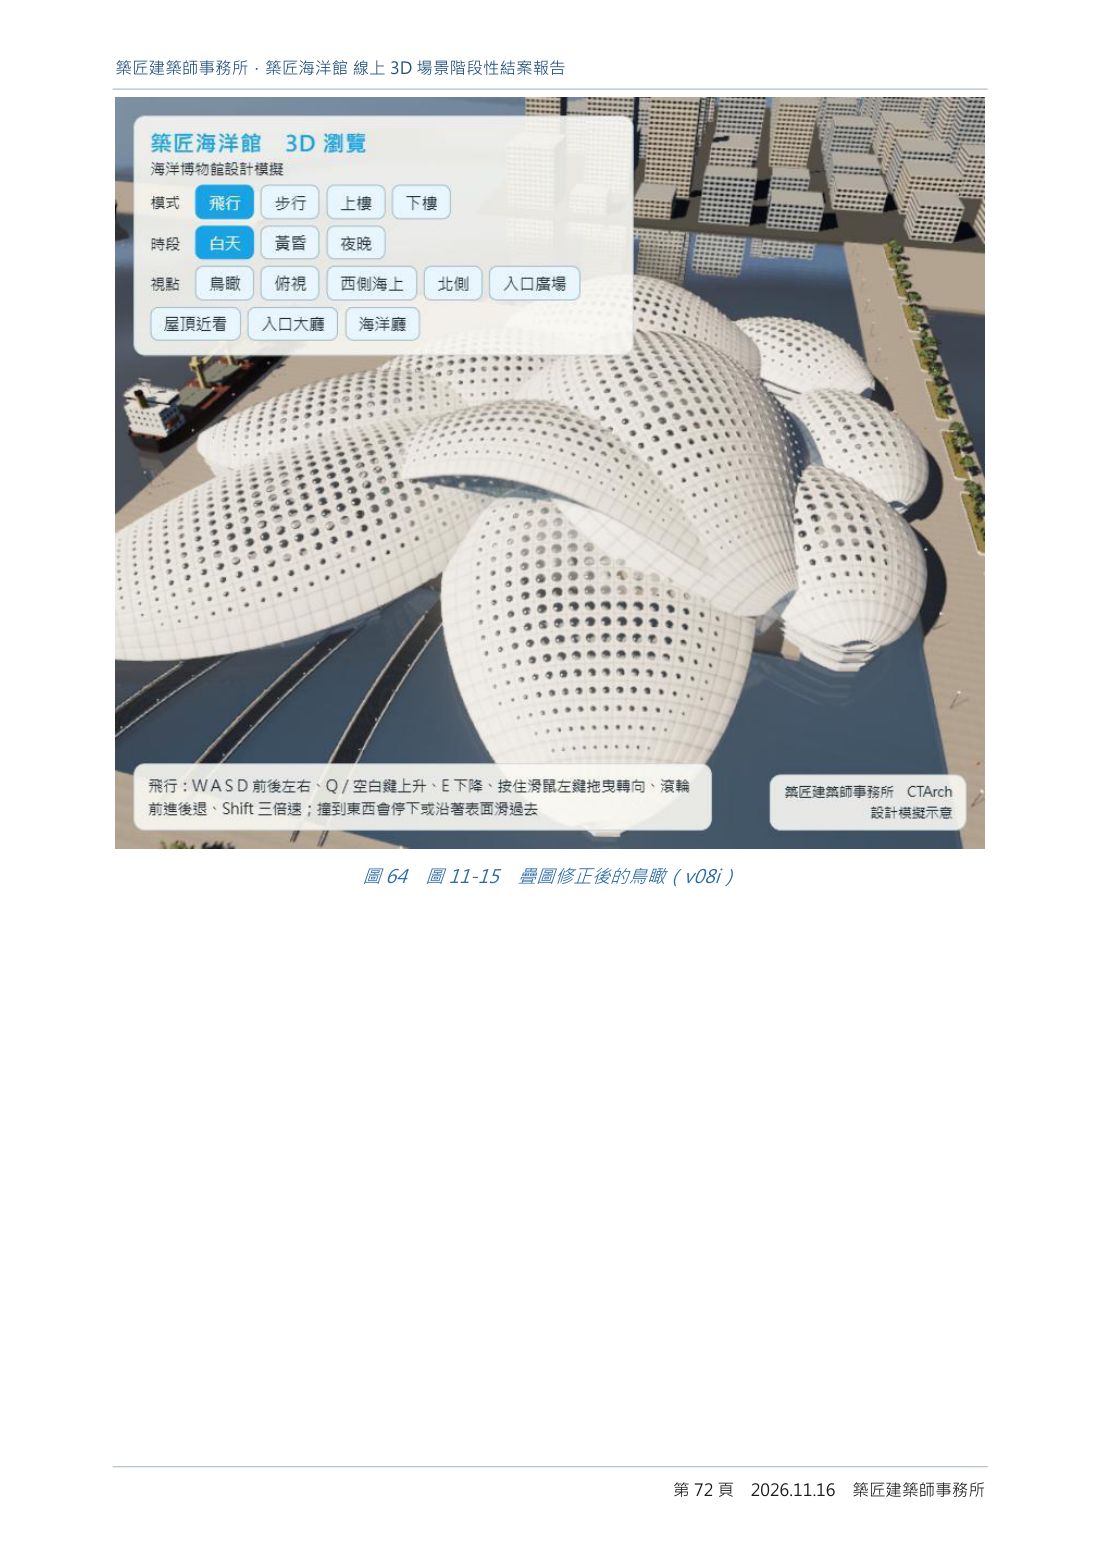 築匠建築師事務所．築匠海洋館 線上 3D 場景階段性結案報告
築匠海洋館　3D 瀏覽
海洋博物館設計模擬
模式 飛行 步行 上樓 下樓
時段 白天 黃昏 夜晚
視點 鳥瞰 俯視 西側海上 北側 入口廣場
屋頂近看 入口大廳 海洋廳
飛行：W A S D 前後左右、Q / 空白鍵上升、E 下降、按住滑鼠左鍵拖曳轉向、滾輪
前進後退、Shift 三倍速；撞到東西會停下或沿著表面滑過去
築匠建築師事務所　CTArch
設計模擬示意
圖 64　圖 11-15　疊圖修正後的鳥瞰（v08i）
第 72 頁　2026.11.16　築匠建築師事務所